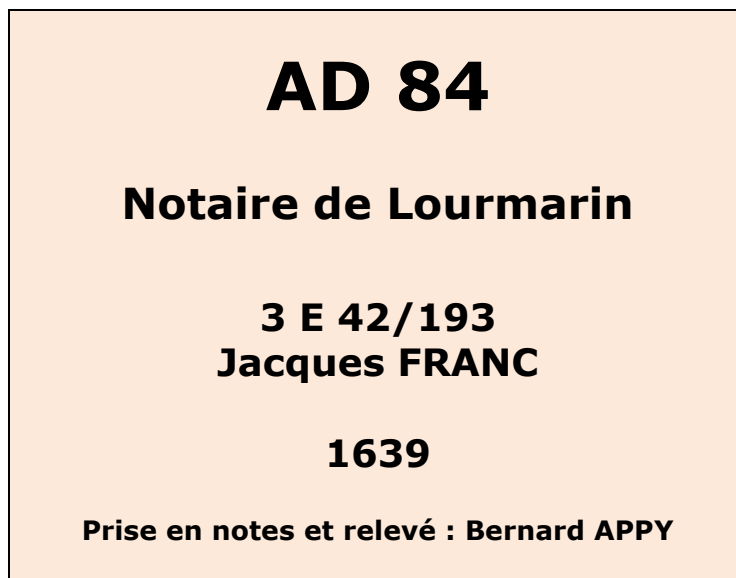 AD 84
Notaire de Lourmarin
3 E 42/193
Jacques FRANC
1639
Prise en notes et relevé : Bernard APPY